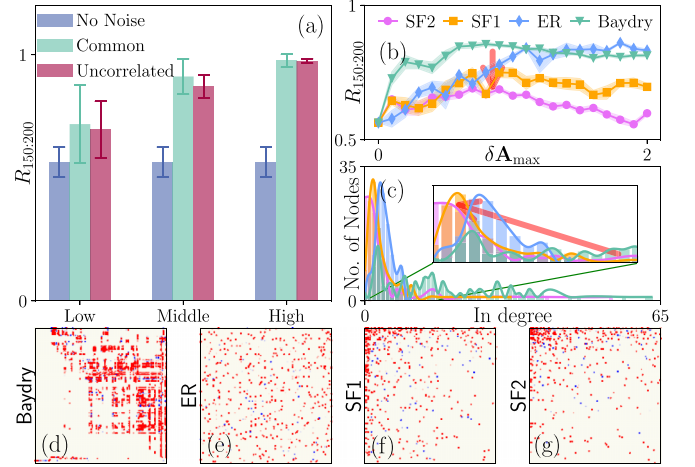 (a)
No Noise
Common
Uncorrelated
1
0
R150:200
Low
Middle
High
SF2
SF1
ER
Baydry
(b)
1
0.5
R150:200
0
δAmax
2
(c)
35
0
No. of Nodes
0
In degree
65
Baydry
(d)
ER
(e)
SF1
(f)
SF2
(g)